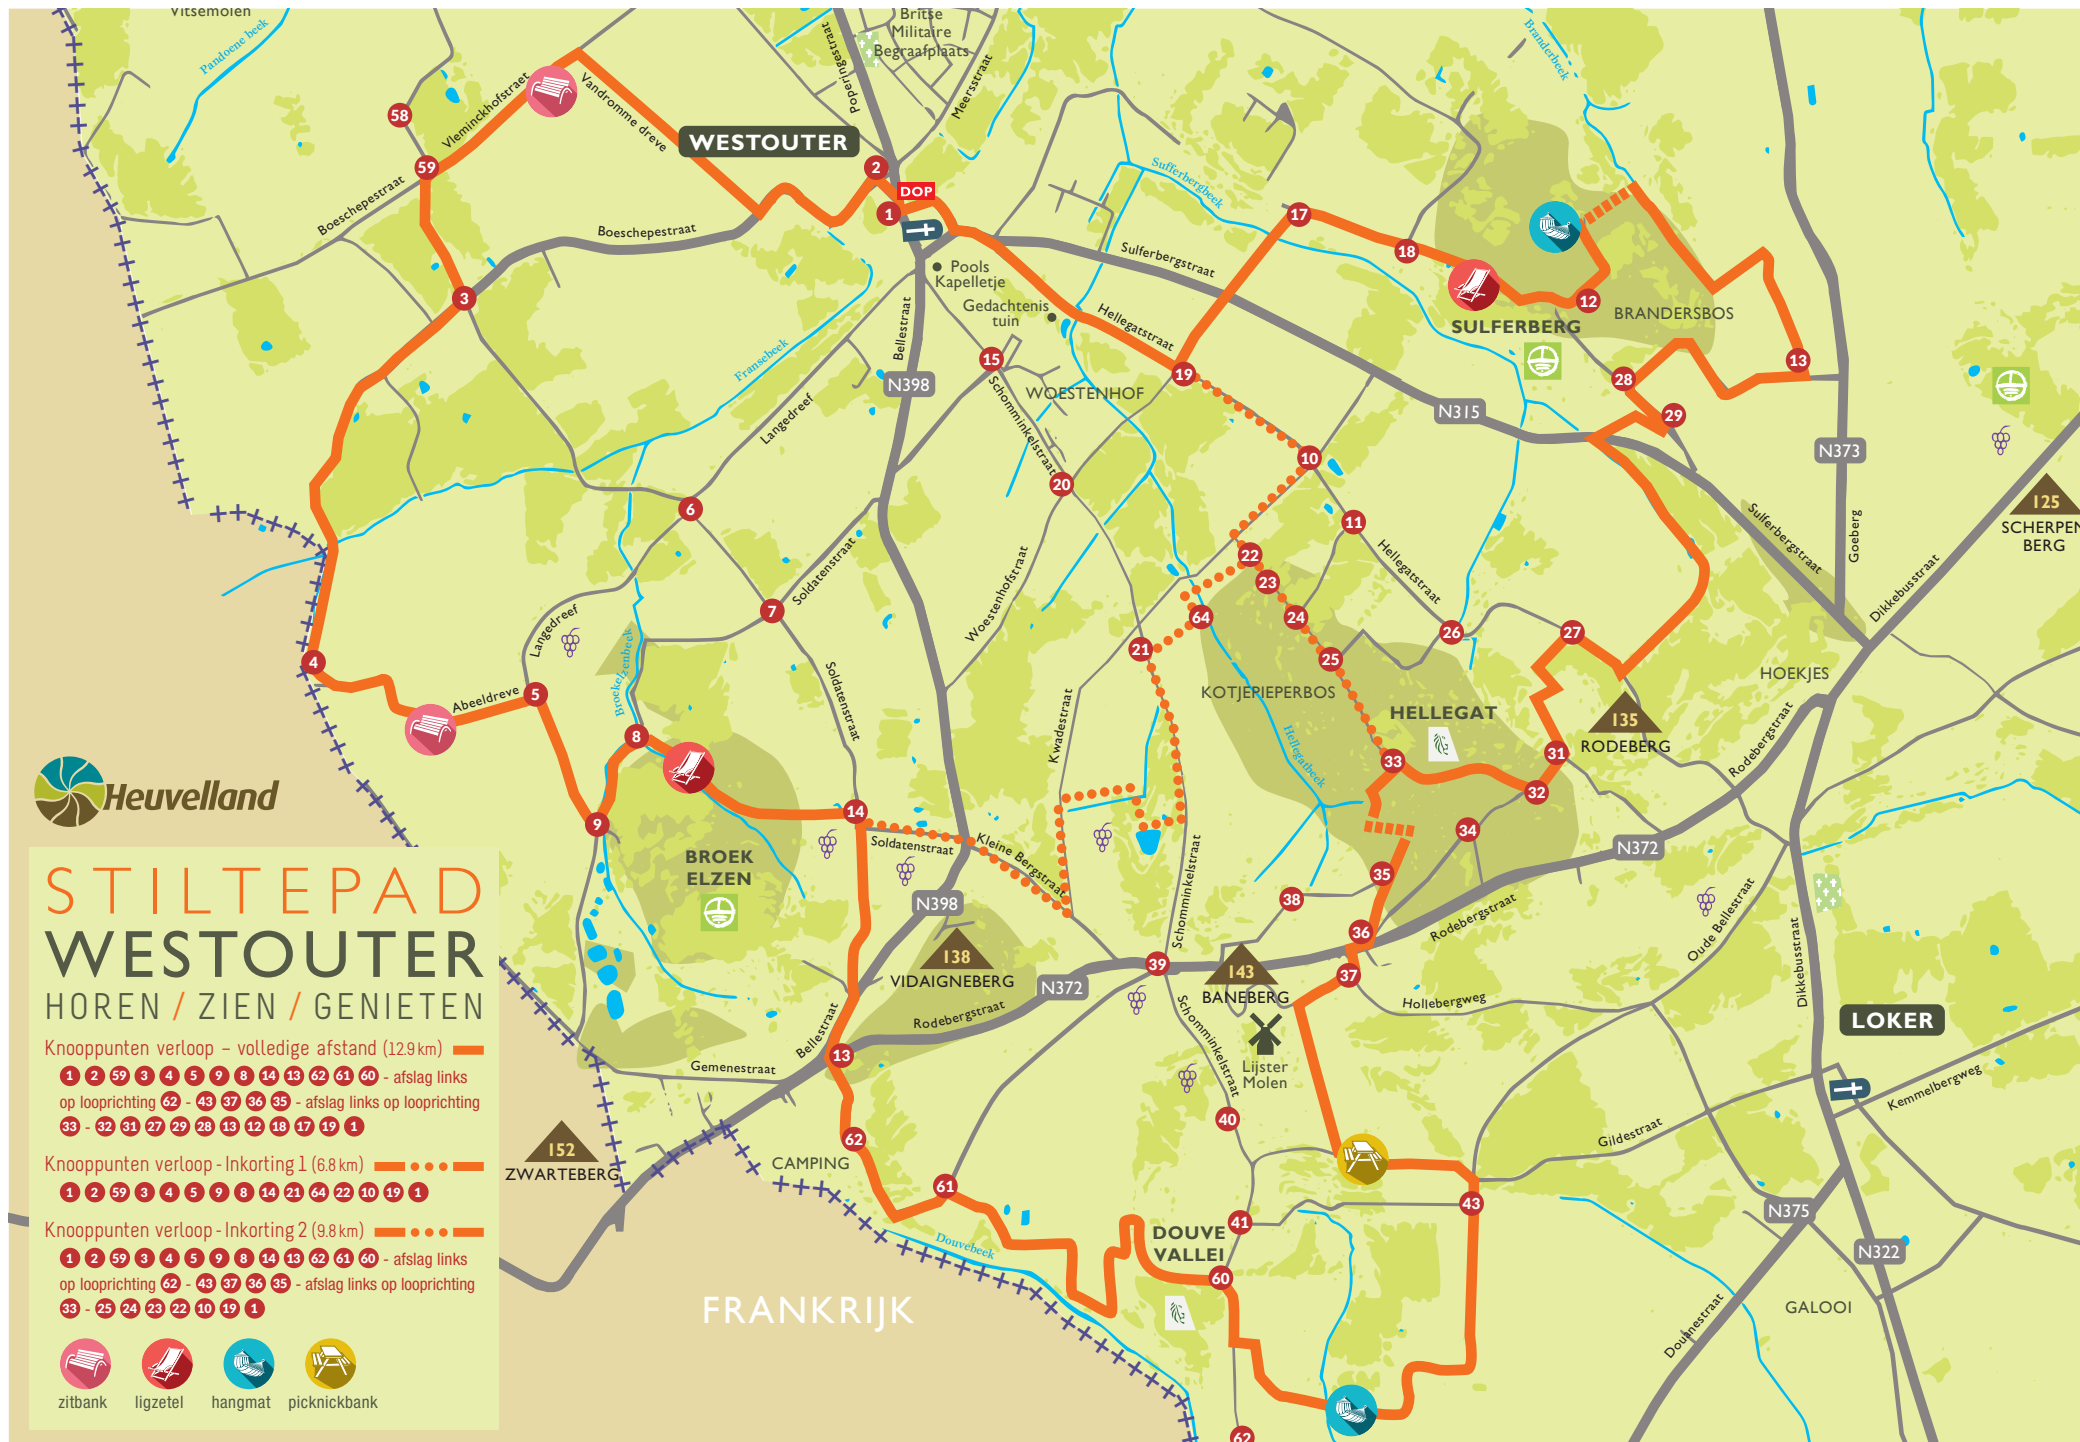 Vitsemolen
Pandoene beek
Britse
Militaire
Begraafplaats
Poperingestraat
Meersstraat
Branderbeek
58
Vleminckhofstraet
Vandromme dreve
WESTOUTER
59
2
DOP
1
Boeschepestraat
Boeschepestraat
Sufferbergbeek
17
18
12
BRANDERSBOS
SULFERBERG
Sulferbergstraat
Pools
Kapelletje
Gedachtenis
tuin
Hellegatstraat
3
Bellestraat
Fransebeek
15
WOESTENHOF
19
13
28
29
N398
N315
N373
Langedreef
Schomminkelstraat
20
10
11
6
7
Soldatenstraat
Woestenhofstraat
22
23
24
64
21
25
Hellegatstraat
26
27
Sulferbergstraat
Goeberg
Dikkebusstraat
125
SCHERPEN
BERG
HOEKJES
4
Langedreef
5
Abeeldreve
Broekelzenbeek
8
Soldatenstraat
Kwadestraat
KOTJEPIEPERBOS
HELLEGAT
Hellegatbeek
33
31
32
34
135
RODEBERG
Rodebergstraat
Heuvelland
9
14
BROEK
ELZEN
Soldatenstraat
Kleine Bergstraat
N398
Schomminkelstraat
35
38
36
37
N372
Rodebergstraat
Oude Bellestraat
Dikkebusstraat
138
VIDAIGNEBERG
N372
39
143
BANEBERG
Hollebergweg
Rodebergstraat
Bellestraat
13
Gemenestraat
Schomminkelstraat
Lijster
Molen
LOKER
Kemmelbergweg
Gildestraat
152
ZWARTEBERG
62
CAMPING
61
40
41
43
DOUVE
VALLEI
60
Douvebeek
FRANKRIJK
N375
N322
GALOOI
Douanestraat
62
STILTEPAD
WESTOUTER
HOREN / ZIEN / GENIETEN
Knooppunten verloop – volledige afstand (12.9 km)
1 2 59 3 4 5 9 8 14 13 62 61 60 - afslag links
op looprichting 62 - 43 37 36 35 - afslag links op looprichting
33 - 32 31 27 29 28 13 12 18 17 19 1
Knooppunten verloop - Inkorting 1 (6.8 km)
1 2 59 3 4 5 9 8 14 21 64 22 10 19 1
Knooppunten verloop - Inkorting 2 (9.8 km)
1 2 59 3 4 5 9 8 14 13 62 61 60 - afslag links
op looprichting 62 - 43 37 36 35 - afslag links op looprichting
33 - 25 24 23 22 10 19 1
zitbank ligzetel hangmat picknickbank